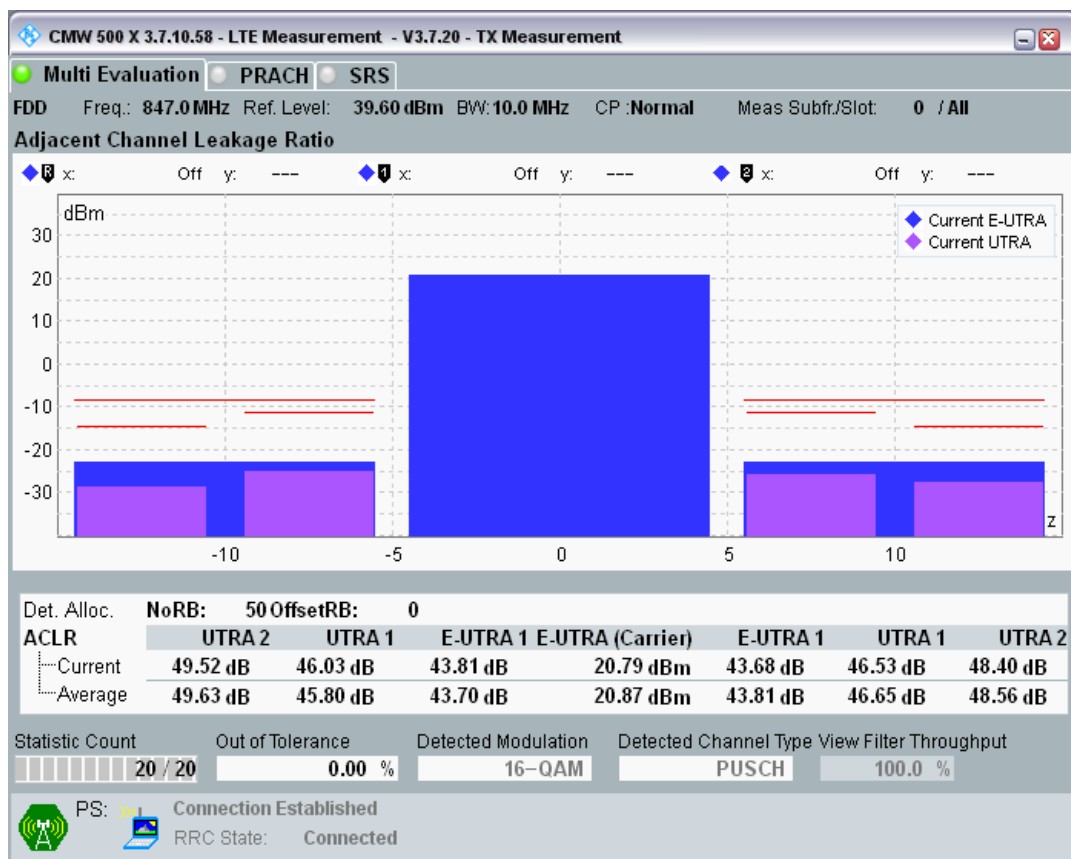 CMW 500 X 3.7.10.58 - LTE Measurement - V3.7.20 - TX Measurement
Multi Evaluation PRACH SRS
FDD Freq.: 847.0 MHz Ref. Level: 39.60 dBm BW: 10.0 MHz CP :Normal Meas Subfr./Slot: 0 / All
Adjacent Channel Leakage Ratio
R x: Off y: --- 1 x: Off y: --- 2 x: Off y: ---
dBm
Current E-UTRA
Current UTRA
30
20
10
0
-10
-20
-30
z
-10 -5 0 5 10
Det. Alloc. NoRB: 50 OffsetRB: 0
ACLR UTRA 2 UTRA 1 E-UTRA 1 E-UTRA (Carrier) E-UTRA 1 UTRA 1 UTRA 2
Current 49.52 dB 46.03 dB 43.81 dB 20.79 dBm 43.68 dB 46.53 dB 48.40 dB
Average 49.63 dB 45.80 dB 43.70 dB 20.87 dBm 43.81 dB 46.65 dB 48.56 dB
Statistic Count Out of Tolerance Detected Modulation Detected Channel Type View Filter Throughput
20 / 20 0.00 % 16-QAM PUSCH 100.0 %
PS: Connection Established
RRC State: Connected